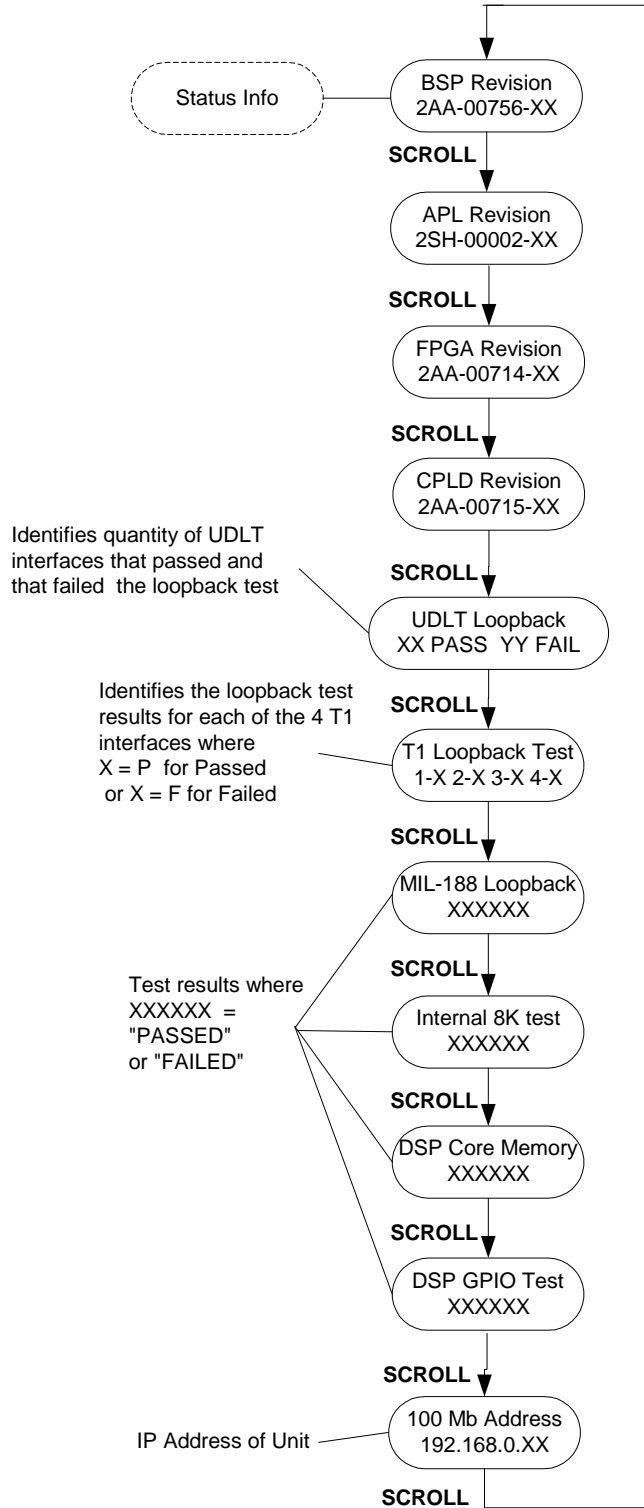 Status Info
BSP Revision
2AA-00756-XX
SCROLL
APL Revision
2SH-00002-XX
SCROLL
FPGA Revision
2AA-00714-XX
SCROLL
CPLD Revision
2AA-00715-XX
Identifies quantity of UDLT
interfaces that passed and
that failed  the loopback test
SCROLL
UDLT Loopback
XX PASS  YY FAIL
Identifies the loopback test
results for each of the 4 T1
interfaces where
X = P  for Passed
or X = F for Failed
SCROLL
T1 Loopback Test
1-X 2-X 3-X 4-X
SCROLL
MIL-188 Loopback
XXXXXX
SCROLL
Test results where
XXXXXX  =
"PASSED"
or "FAILED"
Internal 8K test
XXXXXX
SCROLL
DSP Core Memory
XXXXXX
SCROLL
DSP GPIO Test
XXXXXX
SCROLL
IP Address of Unit
100 Mb Address
192.168.0.XX
SCROLL